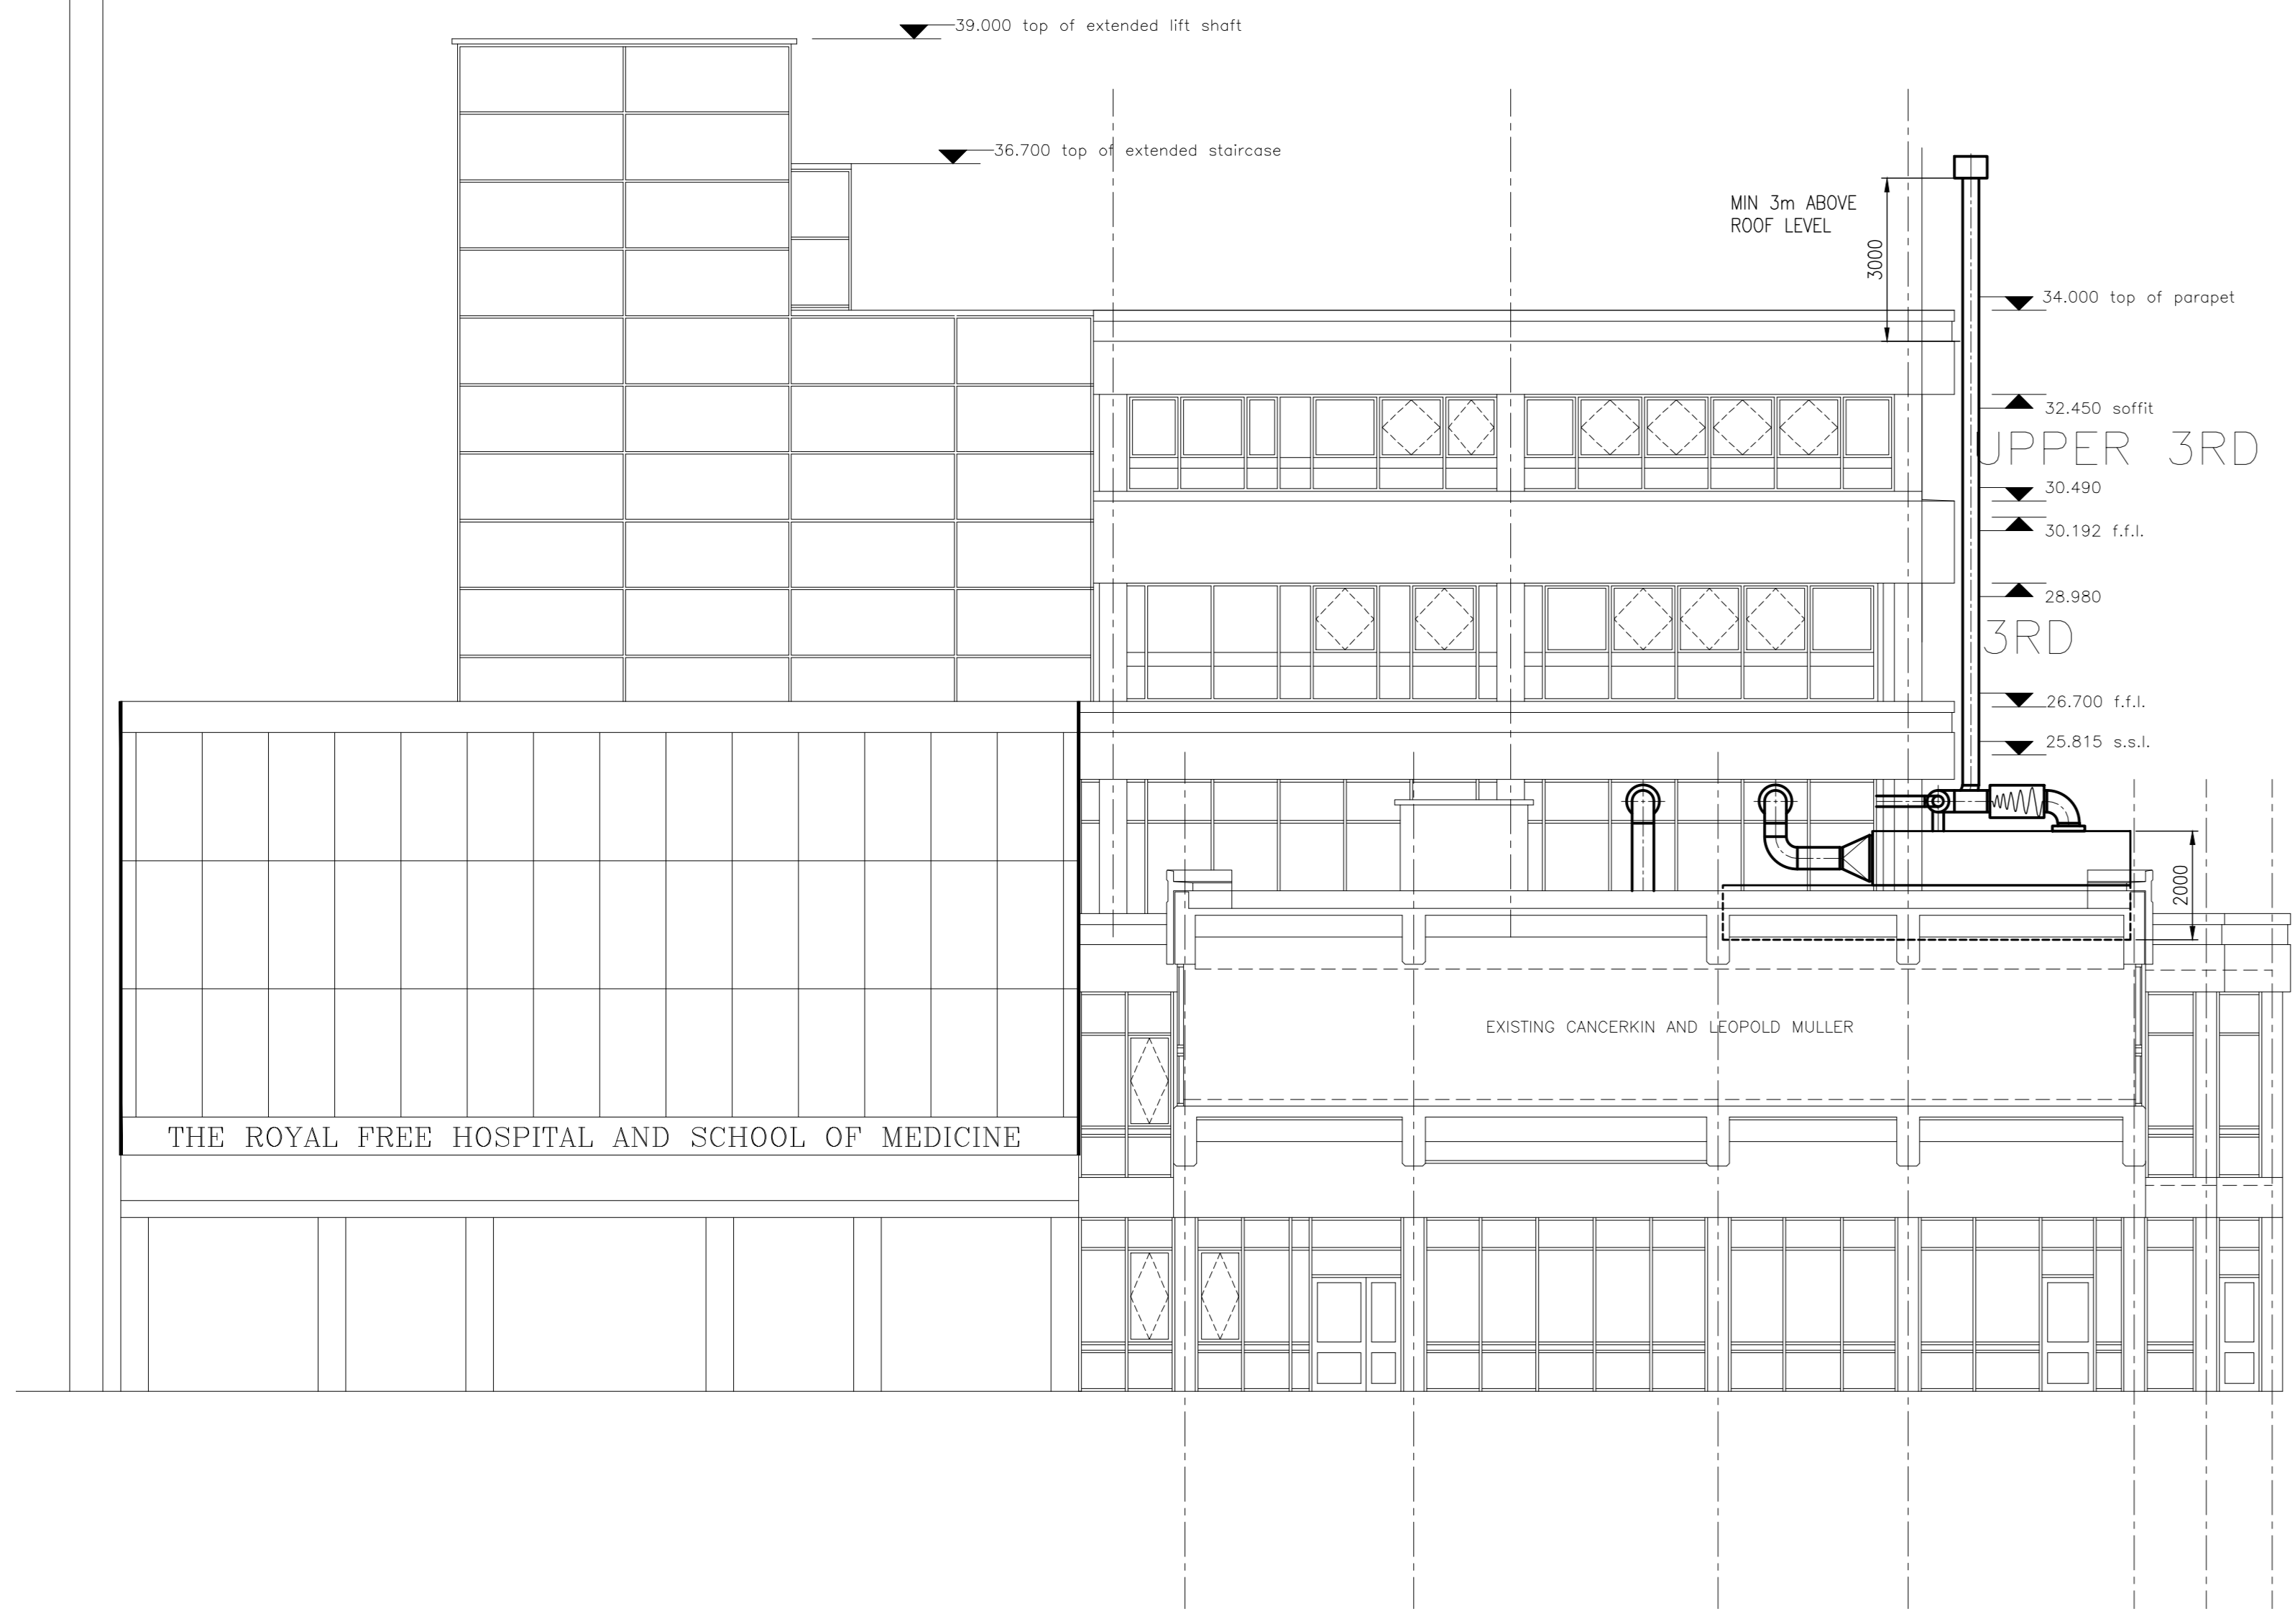 39.000 top of extended lift shaft
36.700 top of extended staircase
MIN 3m ABOVE
ROOF LEVEL
3000
34.000 top of parapet
32.450 soffit
UPPER 3RD
30.490
30.192 f.f.l.
28.980
3RD
26.700 f.f.l.
25.815 s.s.l.
2000
EXISTING CANCERKIN AND LEOPOLD MULLER
THE ROYAL FREE HOSPITAL AND SCHOOL OF MEDICINE